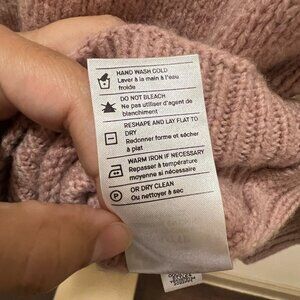 HAND WASH COLD
Laver à la main à l'eau
froide
DO NOT BLEACH
Ne pas utiliser d'agent de
blanchiment
RESHAPE AND LAY FLAT TO
DRY
Redonner forme et sécher
à plat
WARM IRON IF NECESSARY
Repasser à température
moyenne si nécessaire
P
OR DRY CLEAN
Ou nettoyer à sec